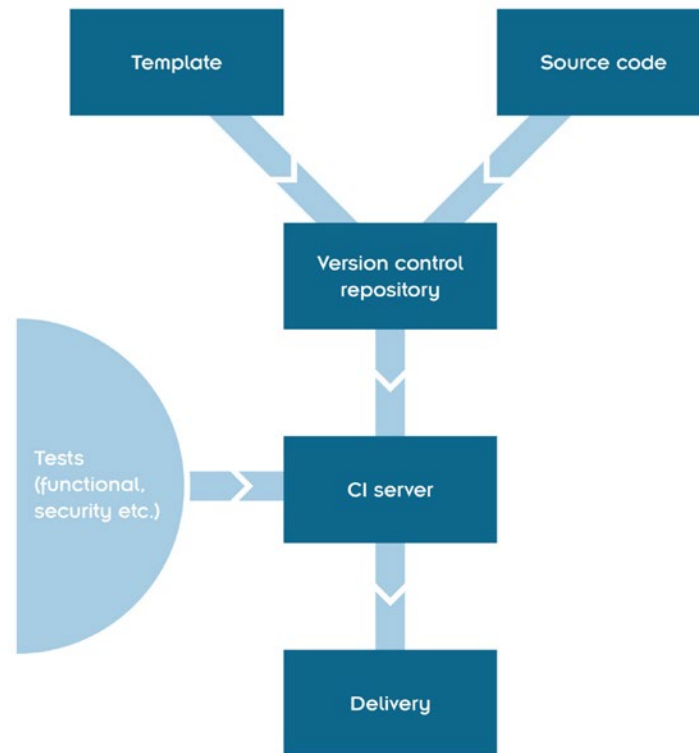 Template
Source code
Version control
repository
Tests
(functional,
security etc.)
CI server
Delivery